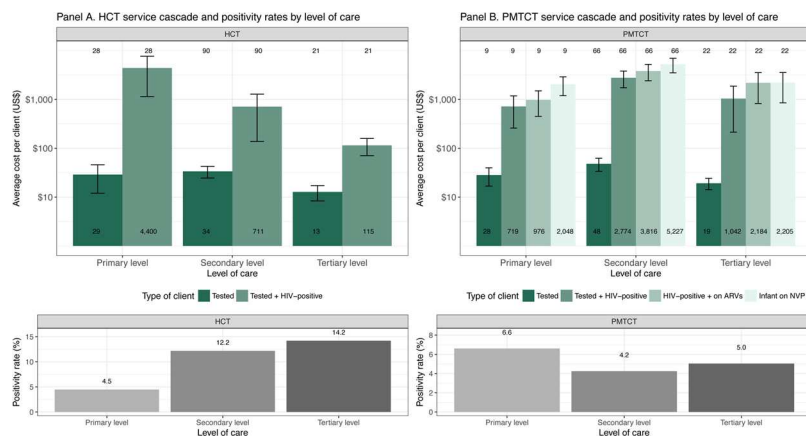 Panel A. HCT service cascade and positivity rates by level of care
HCT
28 28 90 90 21 21
Average cost per client (US$)
$1,000
$100
$10
29 4,400 34 711 13 115
Primary level Secondary level Tertiary level
Level of care
Type of client Tested Tested + HIV−positive
HCT
Positivity rate (%)
15
10
5
0
4.5 12.2 14.2
Primary level Secondary level Tertiary level
Level of care
Panel B. PMTCT service cascade and positivity rates by level of care
PMTCT
9 9 9 9 66 66 66 66 22 22 22 22
Average cost per client (US$)
$1,000
$100
$10
28 719 976 2,048 48 2,774 3,816 5,227 19 1,042 2,184 2,205
Primary level Secondary level Tertiary level
Level of care
Type of client Tested Tested + HIV−positive HIV−positive + on ARVs Infant on NVP
PMTCT
Positivity rate (%)
8
6
4
2
0
6.6 4.2 5.0
Primary level Secondary level Tertiary level
Level of care